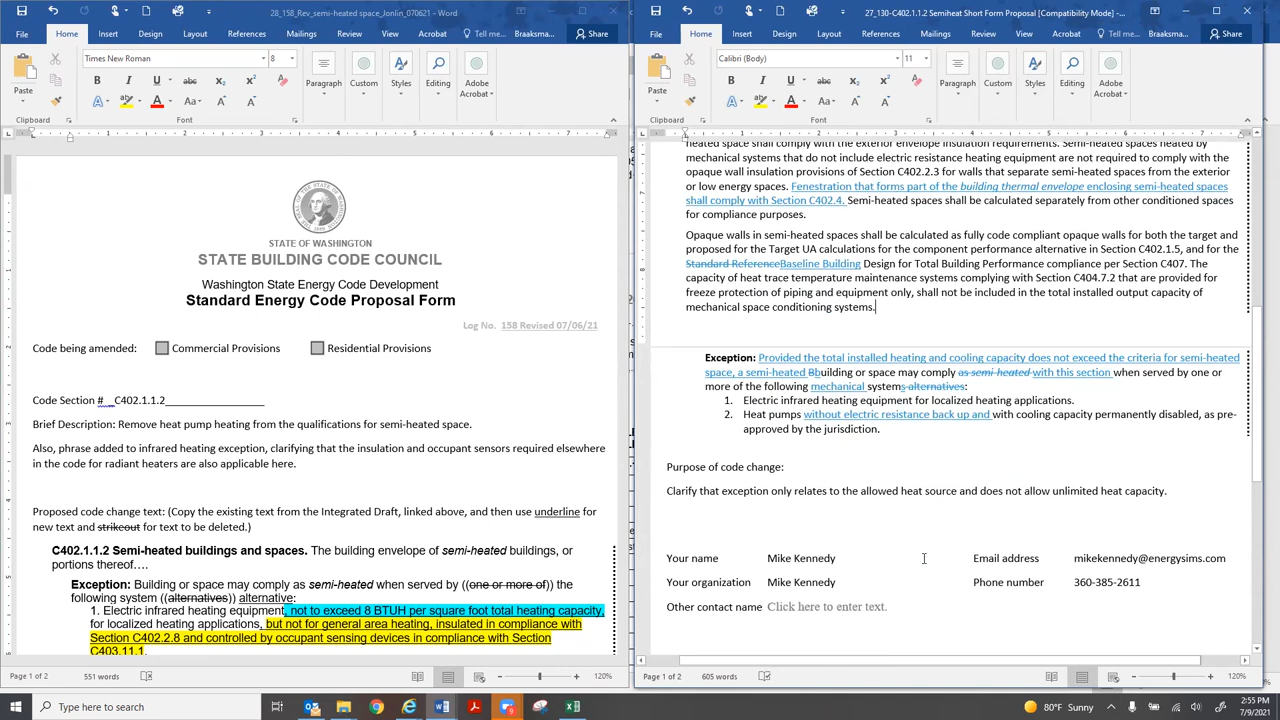 28_158_Rev_semi-heated space_Jonlin_070621 - Word
File Home Insert Design Layout References Mailings Review View Acrobat Tell me... Braaksma... Share
Times New Roman 8
Paste
Clipboard Font
Paragraph Custom Styles Editing Adobe Acrobat
STATE OF WASHINGTON
STATE BUILDING CODE COUNCIL
Washington State Energy Code Development
Standard Energy Code Proposal Form
Log No. 158 Revised 07/06/21
Code being amended: Commercial Provisions Residential Provisions
Code Section # _C402.1.1.2
Brief Description: Remove heat pump heating from the qualifications for semi-heated space.
Also, phrase added to infrared heating exception, clarifying that the insulation and occupant sensors required elsewhere
in the code for radiant heaters are also applicable here.
Proposed code change text: (Copy the existing text from the Integrated Draft, linked above, and then use underline for
new text and strikeout for text to be deleted.)
C402.1.1.2 Semi-heated buildings and spaces. The building envelope of semi-heated buildings, or
portions thereof….
Exception: Building or space may comply as semi-heated when served by ((one or more of)) the
following system ((alternatives)) alternative:
1. Electric infrared heating equipment, not to exceed 8 BTUH per square foot total heating capacity,
for localized heating applications, but not for general area heating, insulated in compliance with
Section C402.2.8 and controlled by occupant sensing devices in compliance with Section
C403.11.1.
Page 1 of 2 551 words 120%
27_130-C402.1.1.2 Semiheat Short Form Proposal [Compatibility Mode] -...
File Home Insert Design Layout References Mailings Review View Acrobat Tell me... Braaksma... Share
Calibri (Body) 11
Paste
Clipboard Font
Paragraph Custom Styles Editing Adobe Acrobat
heated space shall comply with the exterior envelope insulation requirements. Semi-heated spaces heated by
mechanical systems that do not include electric resistance heating equipment are not required to comply with the
opaque wall insulation provisions of Section C402.2.3 for walls that separate semi-heated spaces from the exterior
or low energy spaces. Fenestration that forms part of the building thermal envelope enclosing semi-heated spaces
shall comply with Section C402.4. Semi-heated spaces shall be calculated separately from other conditioned spaces
for compliance purposes.
Opaque walls in semi-heated spaces shall be calculated as fully code compliant opaque walls for both the target and
proposed for the Target UA calculations for the component performance alternative in Section C402.1.5, and for the
Standard ReferenceBaseline Building Design for Total Building Performance compliance per Section C407. The
capacity of heat trace temperature maintenance systems complying with Section C404.7.2 that are provided for
freeze protection of piping and equipment only, shall not be included in the total installed output capacity of
mechanical space conditioning systems.
Exception: Provided the total installed heating and cooling capacity does not exceed the criteria for semi-heated
space, a semi-heated Bbuilding or space may comply as semi-heated with this section when served by one or
more of the following mechanical systems alternatives:
1. Electric infrared heating equipment for localized heating applications.
2. Heat pumps without electric resistance back up and with cooling capacity permanently disabled, as pre-
approved by the jurisdiction.
Purpose of code change:
Clarify that exception only relates to the allowed heat source and does not allow unlimited heat capacity.
Your name Mike Kennedy Email address mikekennedy@energysims.com
Your organization Mike Kennedy Phone number 360-385-2611
Other contact name Click here to enter text.
Page 1 of 2 605 words 120%
Type here to search
80°F Sunny
2:55 PM
7/9/2021